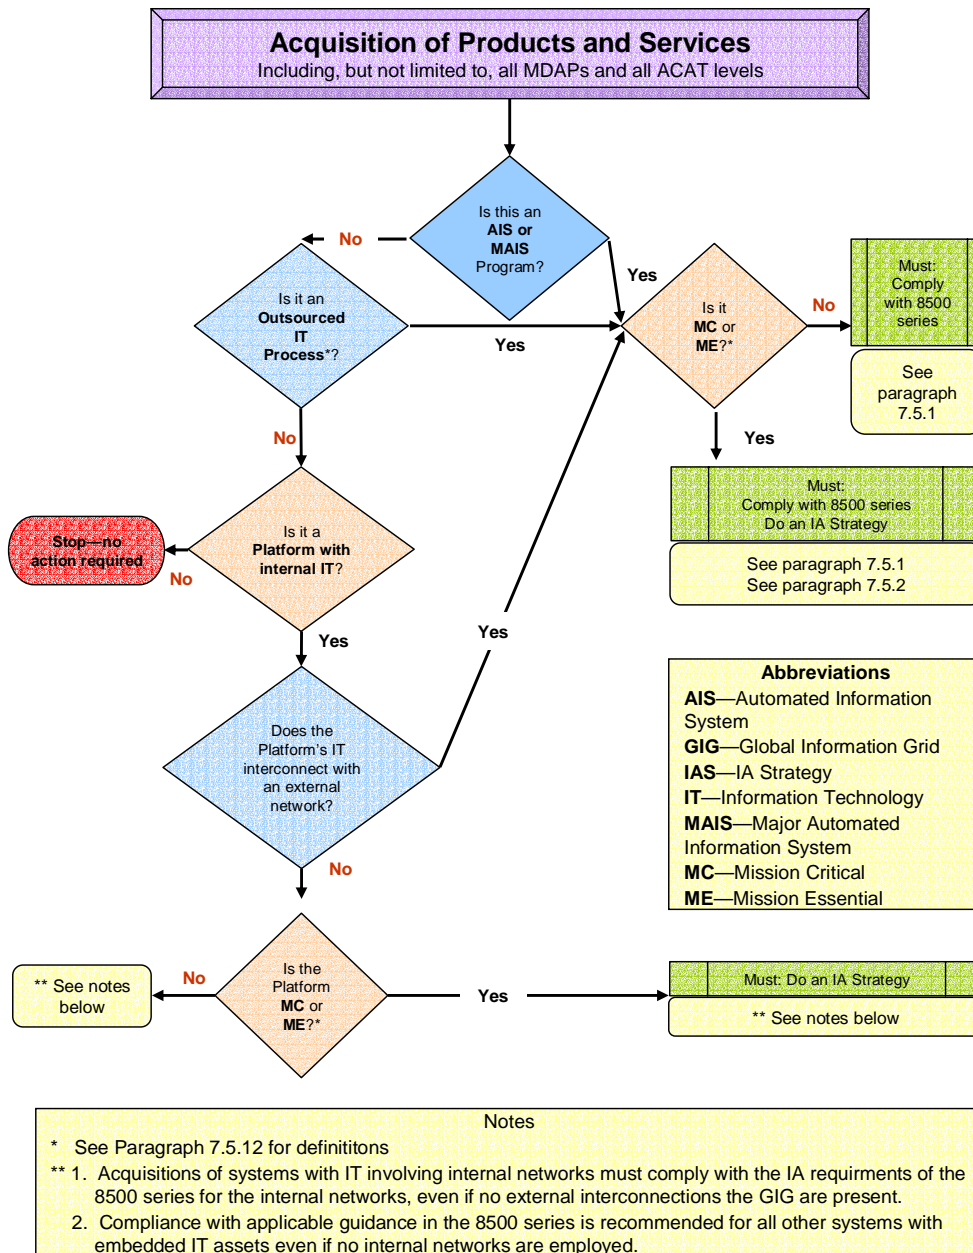 Acquisition of Products and Services
Including, but not limited to, all MDAPs and all ACAT levels
Is this an
AIS or
MAIS
Program?
No
Yes
Is it an
Outsourced
IT
Process*?
Yes
No
Is it
MC or
ME?*
No
Must:
Comply
with 8500
series
See
paragraph
7.5.1
Yes
Must:
Comply with 8500 series
Do an IA Strategy
See paragraph 7.5.1
See paragraph 7.5.2
Is it a
Platform with
internal IT?
Stop—no
action required
No
Yes
Does the
Platform's IT
interconnect with
an external
network?
Yes
No
Abbreviations
AIS—Automated Information
System
GIG—Global Information Grid
IAS—IA Strategy
IT—Information Technology
MAIS—Major Automated
Information System
MC—Mission Critical
ME—Mission Essential
Is the
Platform
MC or
ME?*
No
** See notes
below
Yes
Must: Do an IA Strategy
** See notes below
Notes
* See Paragraph 7.5.12 for definititons
** 1. Acquisitions of systems with IT involving internal networks must comply with the IA requirments of the
8500 series for the internal networks, even if no external interconnections the GIG are present.
2. Compliance with applicable guidance in the 8500 series is recommended for all other systems with
embedded IT assets even if no internal networks are employed.